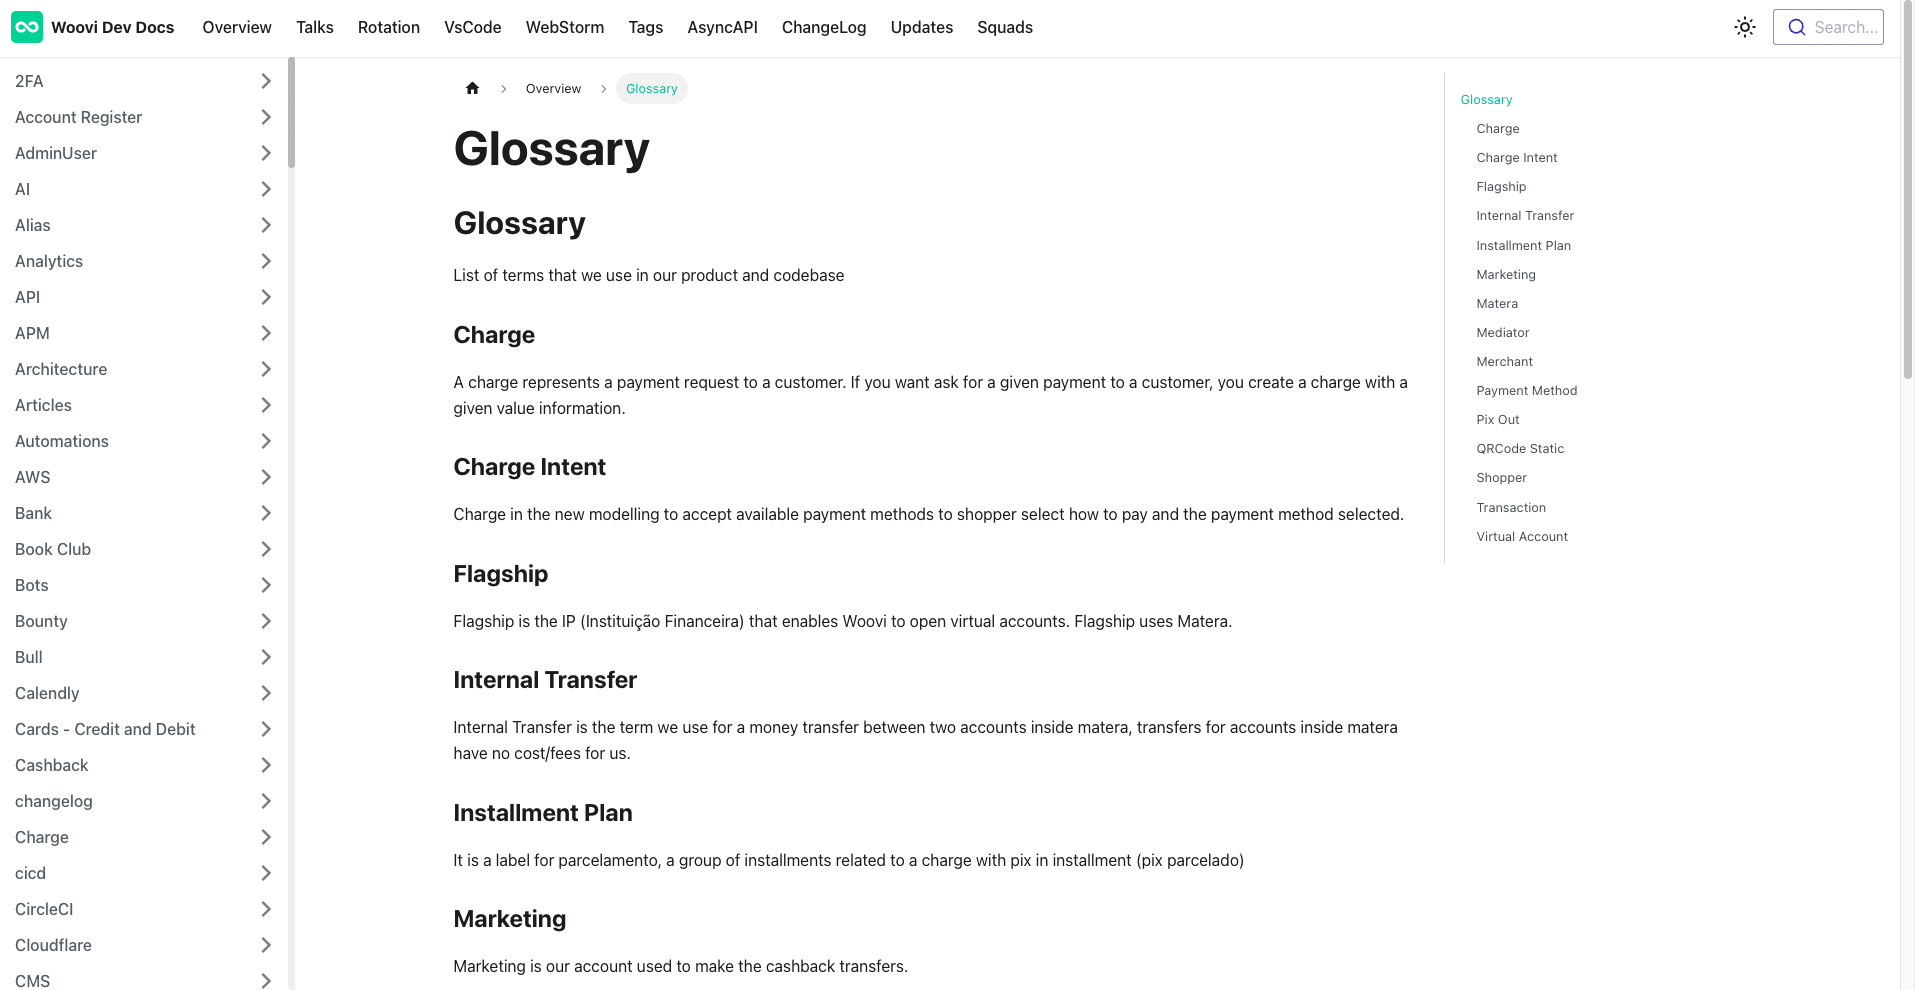 Woovi Dev Docs Overview Talks Rotation VsCode WebStorm Tags AsyncAPI ChangeLog Updates Squads Search...
2FA
Account Register
AdminUser
AI
Alias
Analytics
API
APM
Architecture
Articles
Automations
AWS
Bank
Book Club
Bots
Bounty
Bull
Calendly
Cards - Credit and Debit
Cashback
changelog
Charge
cicd
CircleCI
Cloudflare
CMS
Overview Glossary
Glossary
Glossary
List of terms that we use in our product and codebase
Charge
A charge represents a payment request to a customer. If you want ask for a given payment to a customer, you create a charge with a
given value information.
Charge Intent
Charge in the new modelling to accept available payment methods to shopper select how to pay and the payment method selected.
Flagship
Flagship is the IP (Instituição Financeira) that enables Woovi to open virtual accounts. Flagship uses Matera.
Internal Transfer
Internal Transfer is the term we use for a money transfer between two accounts inside matera, transfers for accounts inside matera
have no cost/fees for us.
Installment Plan
It is a label for parcelamento, a group of installments related to a charge with pix in installment (pix parcelado)
Marketing
Marketing is our account used to make the cashback transfers.
Glossary
Charge
Charge Intent
Flagship
Internal Transfer
Installment Plan
Marketing
Matera
Mediator
Merchant
Payment Method
Pix Out
QRCode Static
Shopper
Transaction
Virtual Account